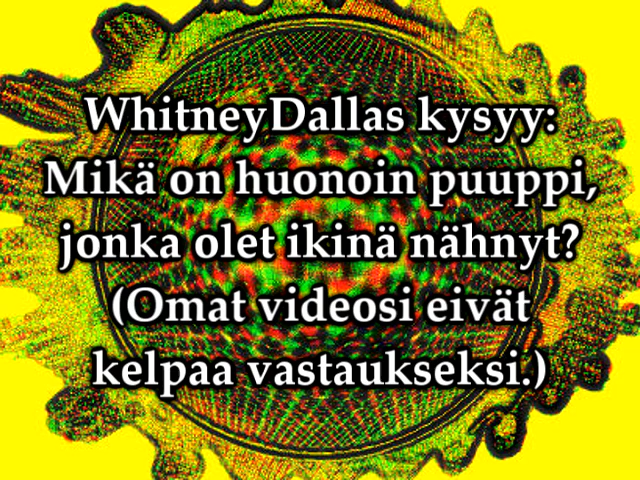 WhitneyDallas kysyy:
Mikä on huonoin puuppi,
jonka olet ikinä nähnyt?
(Omat videosi eivät
kelpaa vastaukseksi.)